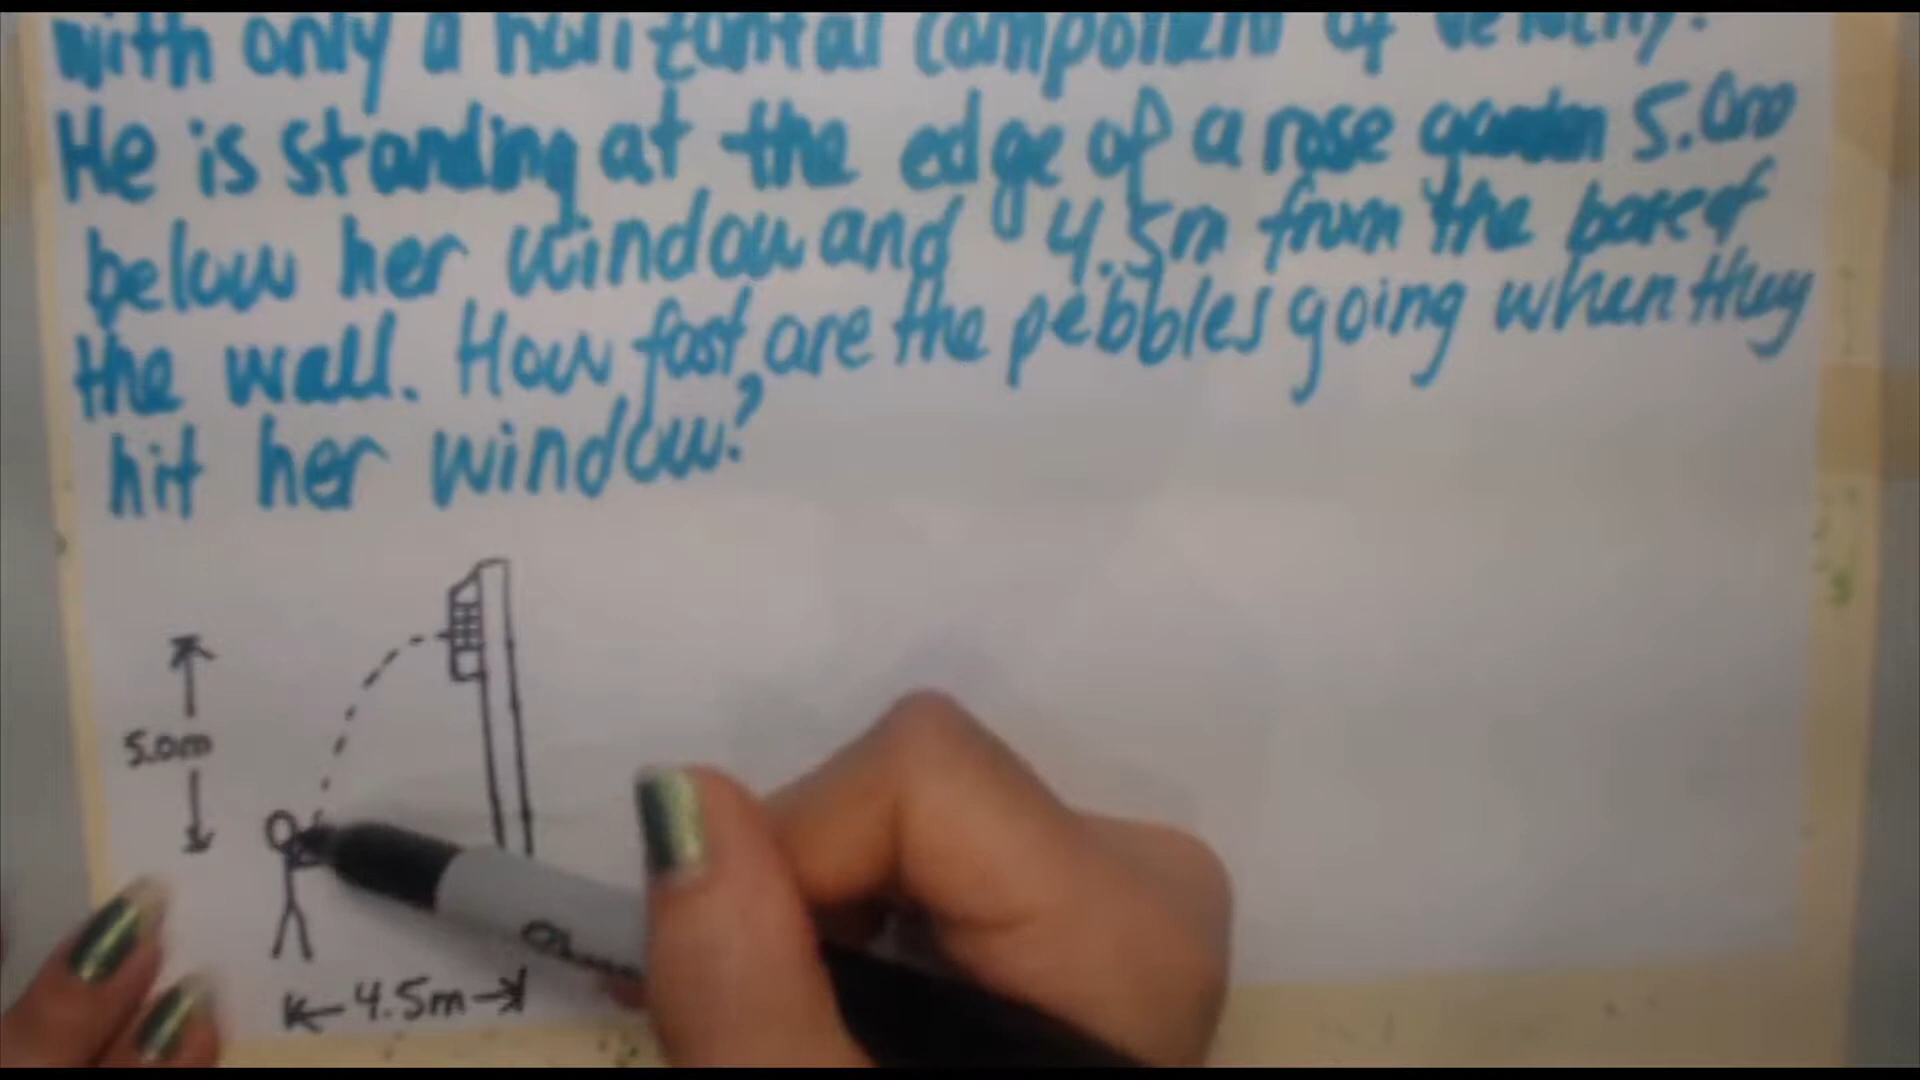 with only a horizontal component of velocity.
He is standing at the edge of a rose garden 5.0m
below her window and 4.5m from the base of
the wall. How fast are the pebbles going when they
hit her window?
5.0m
4.5m